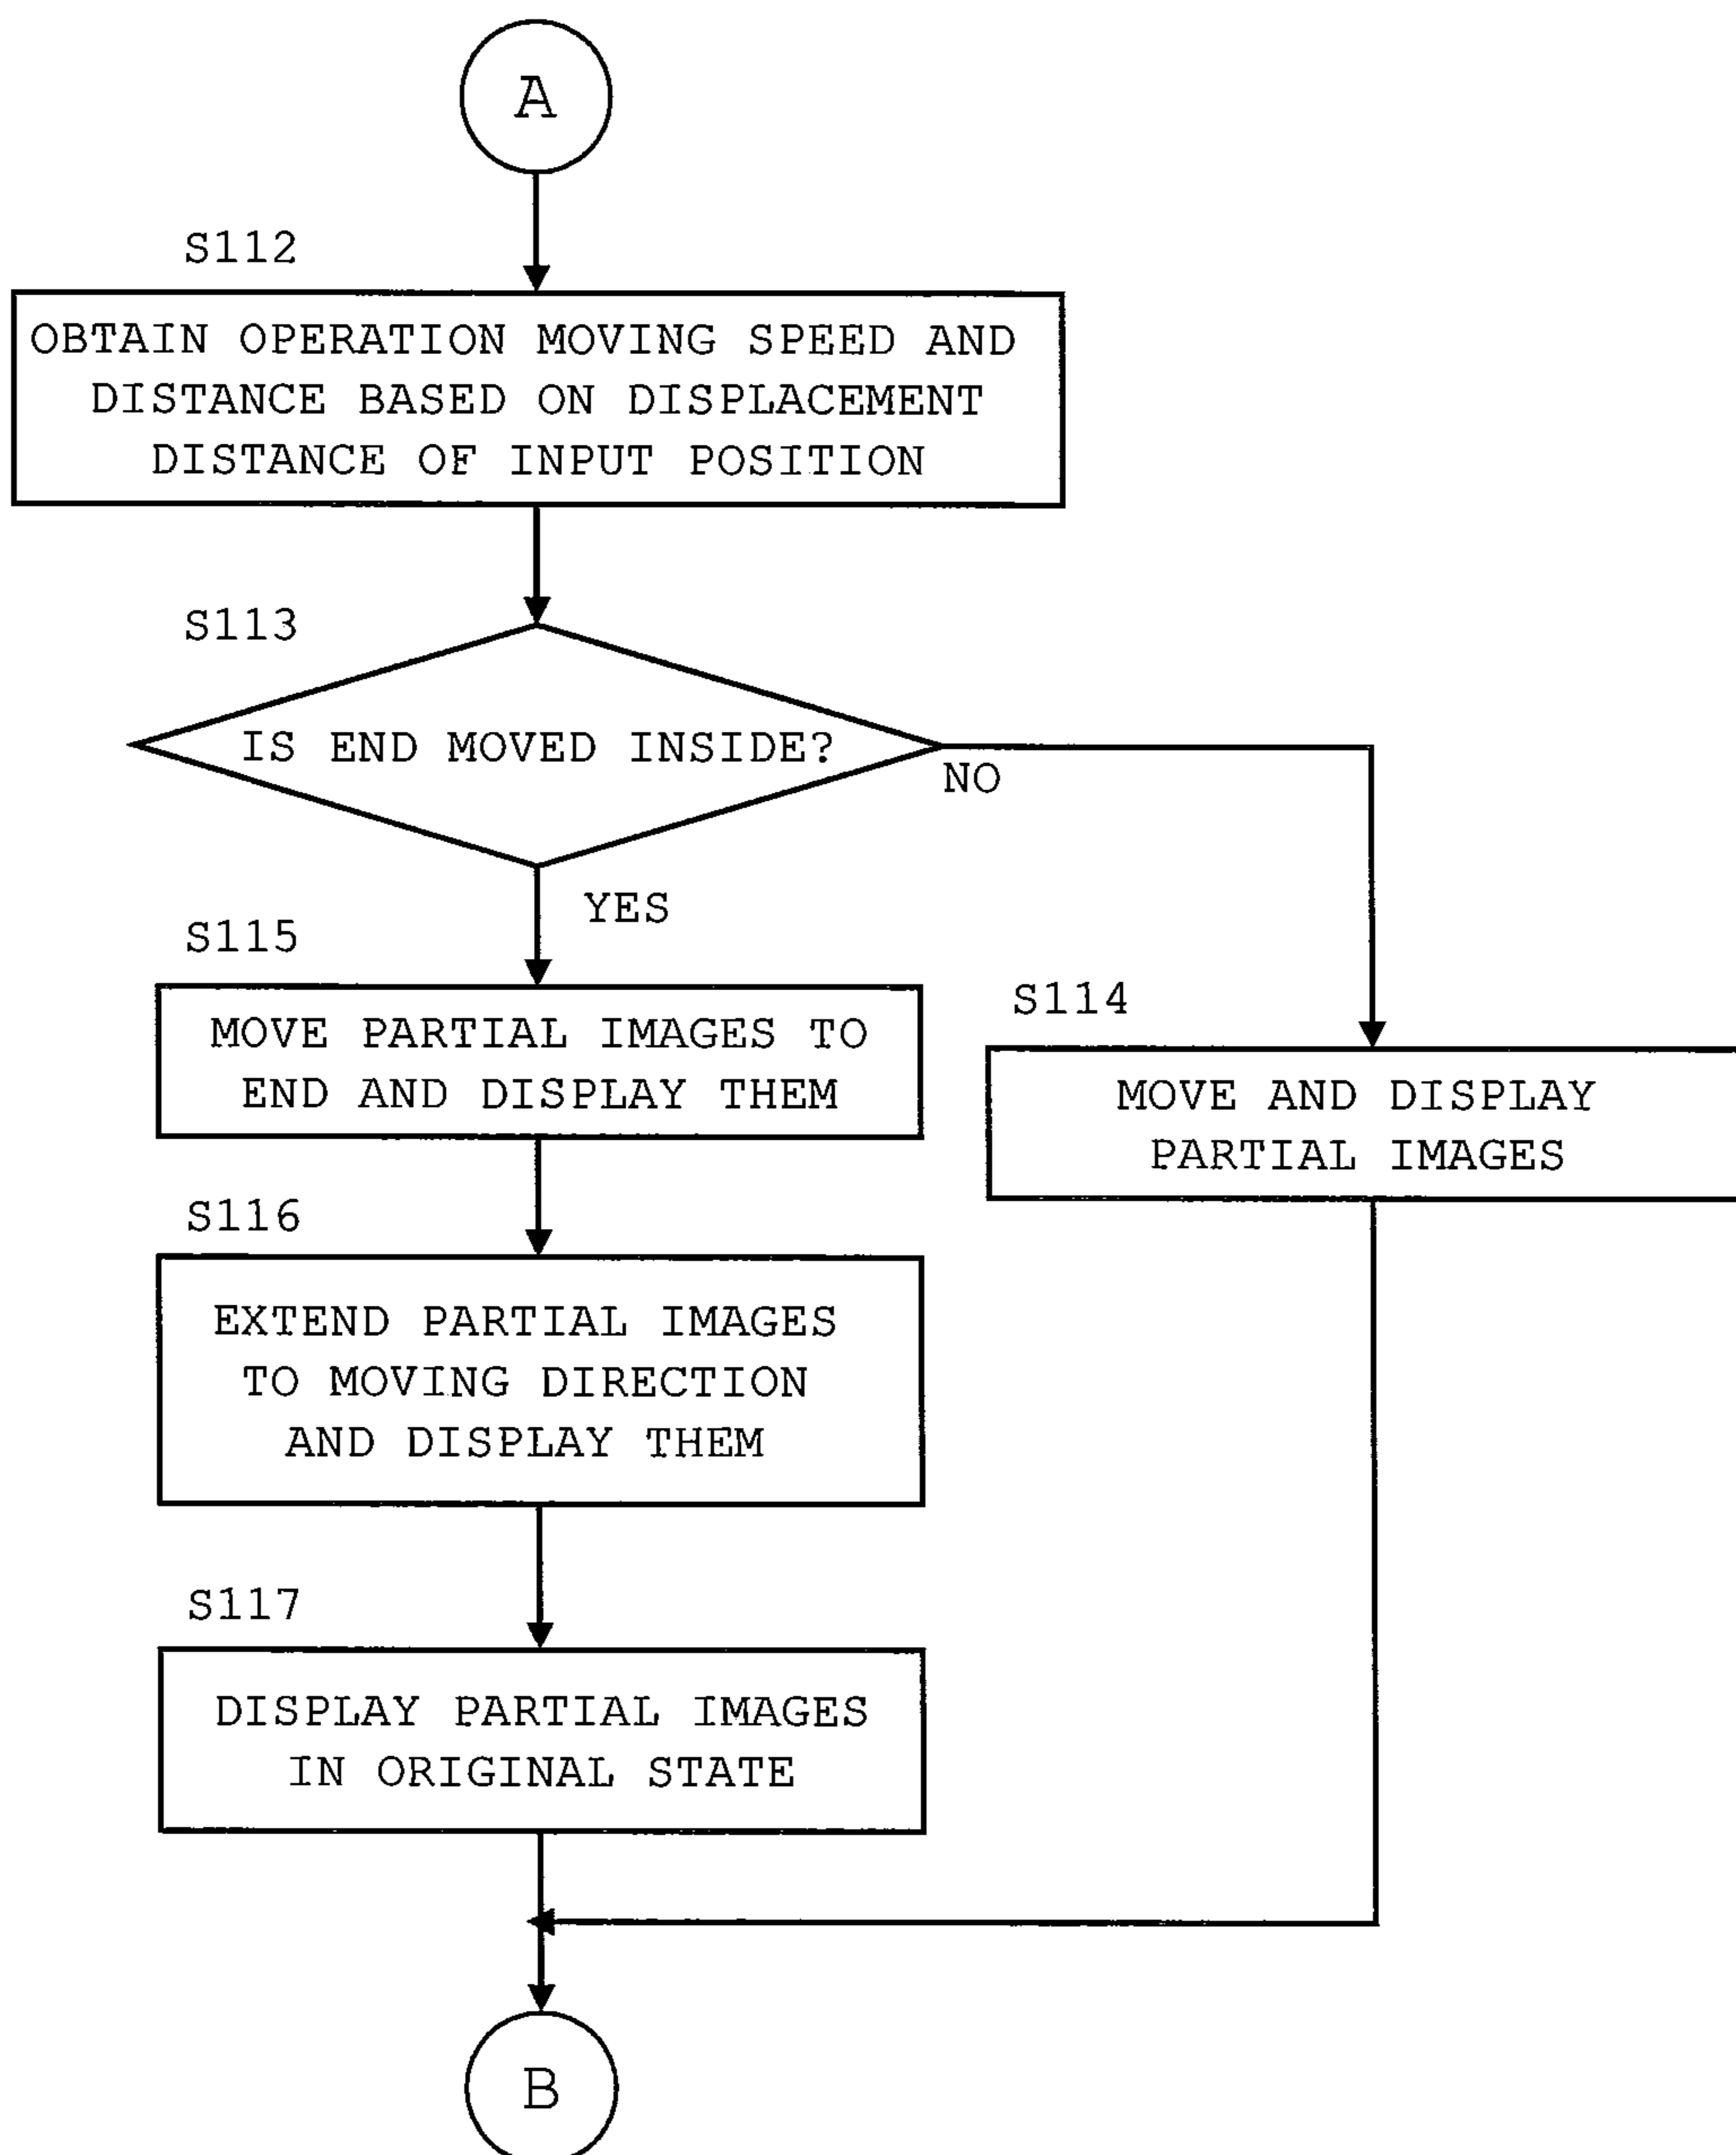 A
S112
OBTAIN OPERATION MOVING SPEED AND
DISTANCE BASED ON DISPLACEMENT
DISTANCE OF INPUT POSITION
S113
IS END MOVED INSIDE?
NO
YES
S115
MOVE PARTIAL IMAGES TO
END AND DISPLAY THEM
S114
MOVE AND DISPLAY
PARTIAL IMAGES
S116
EXTEND PARTIAL IMAGES
TO MOVING DIRECTION
AND DISPLAY THEM
S117
DISPLAY PARTIAL IMAGES
IN ORIGINAL STATE
B